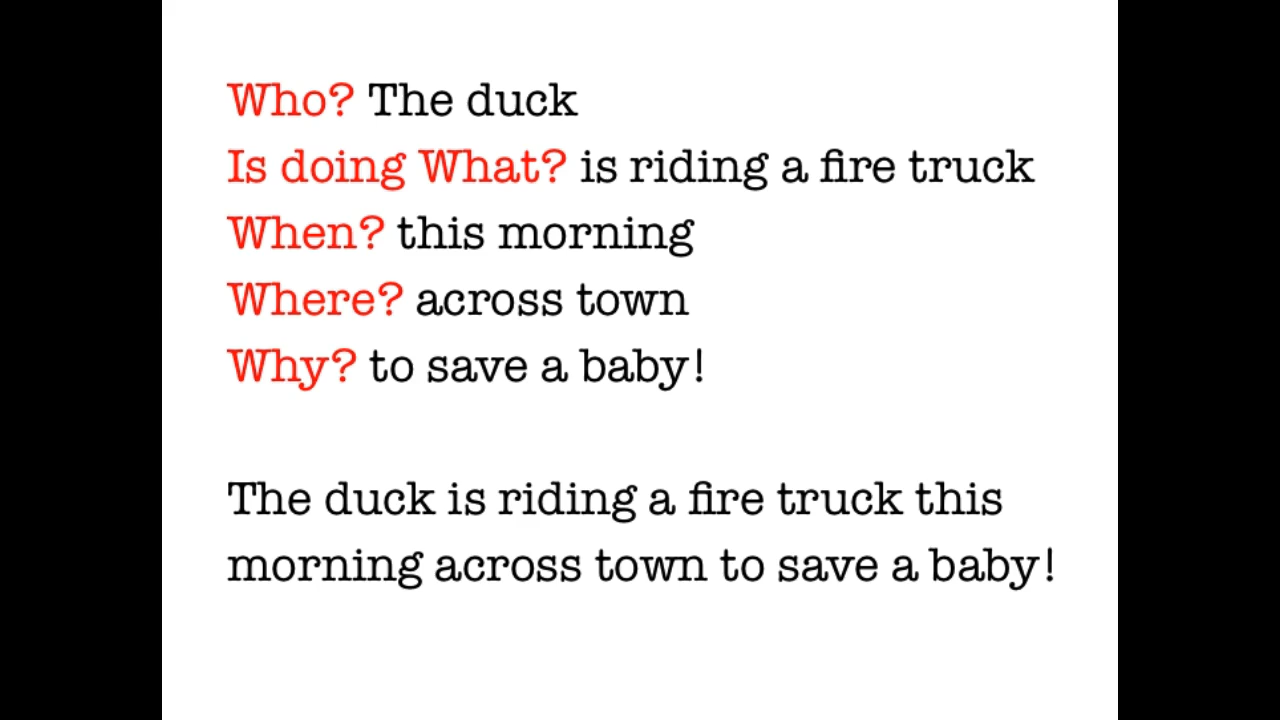 Who? The duck
Is doing What? is riding a fire truck
When? this morning
Where? across town
Why? to save a baby!
The duck is riding a fire truck this
morning across town to save a baby!